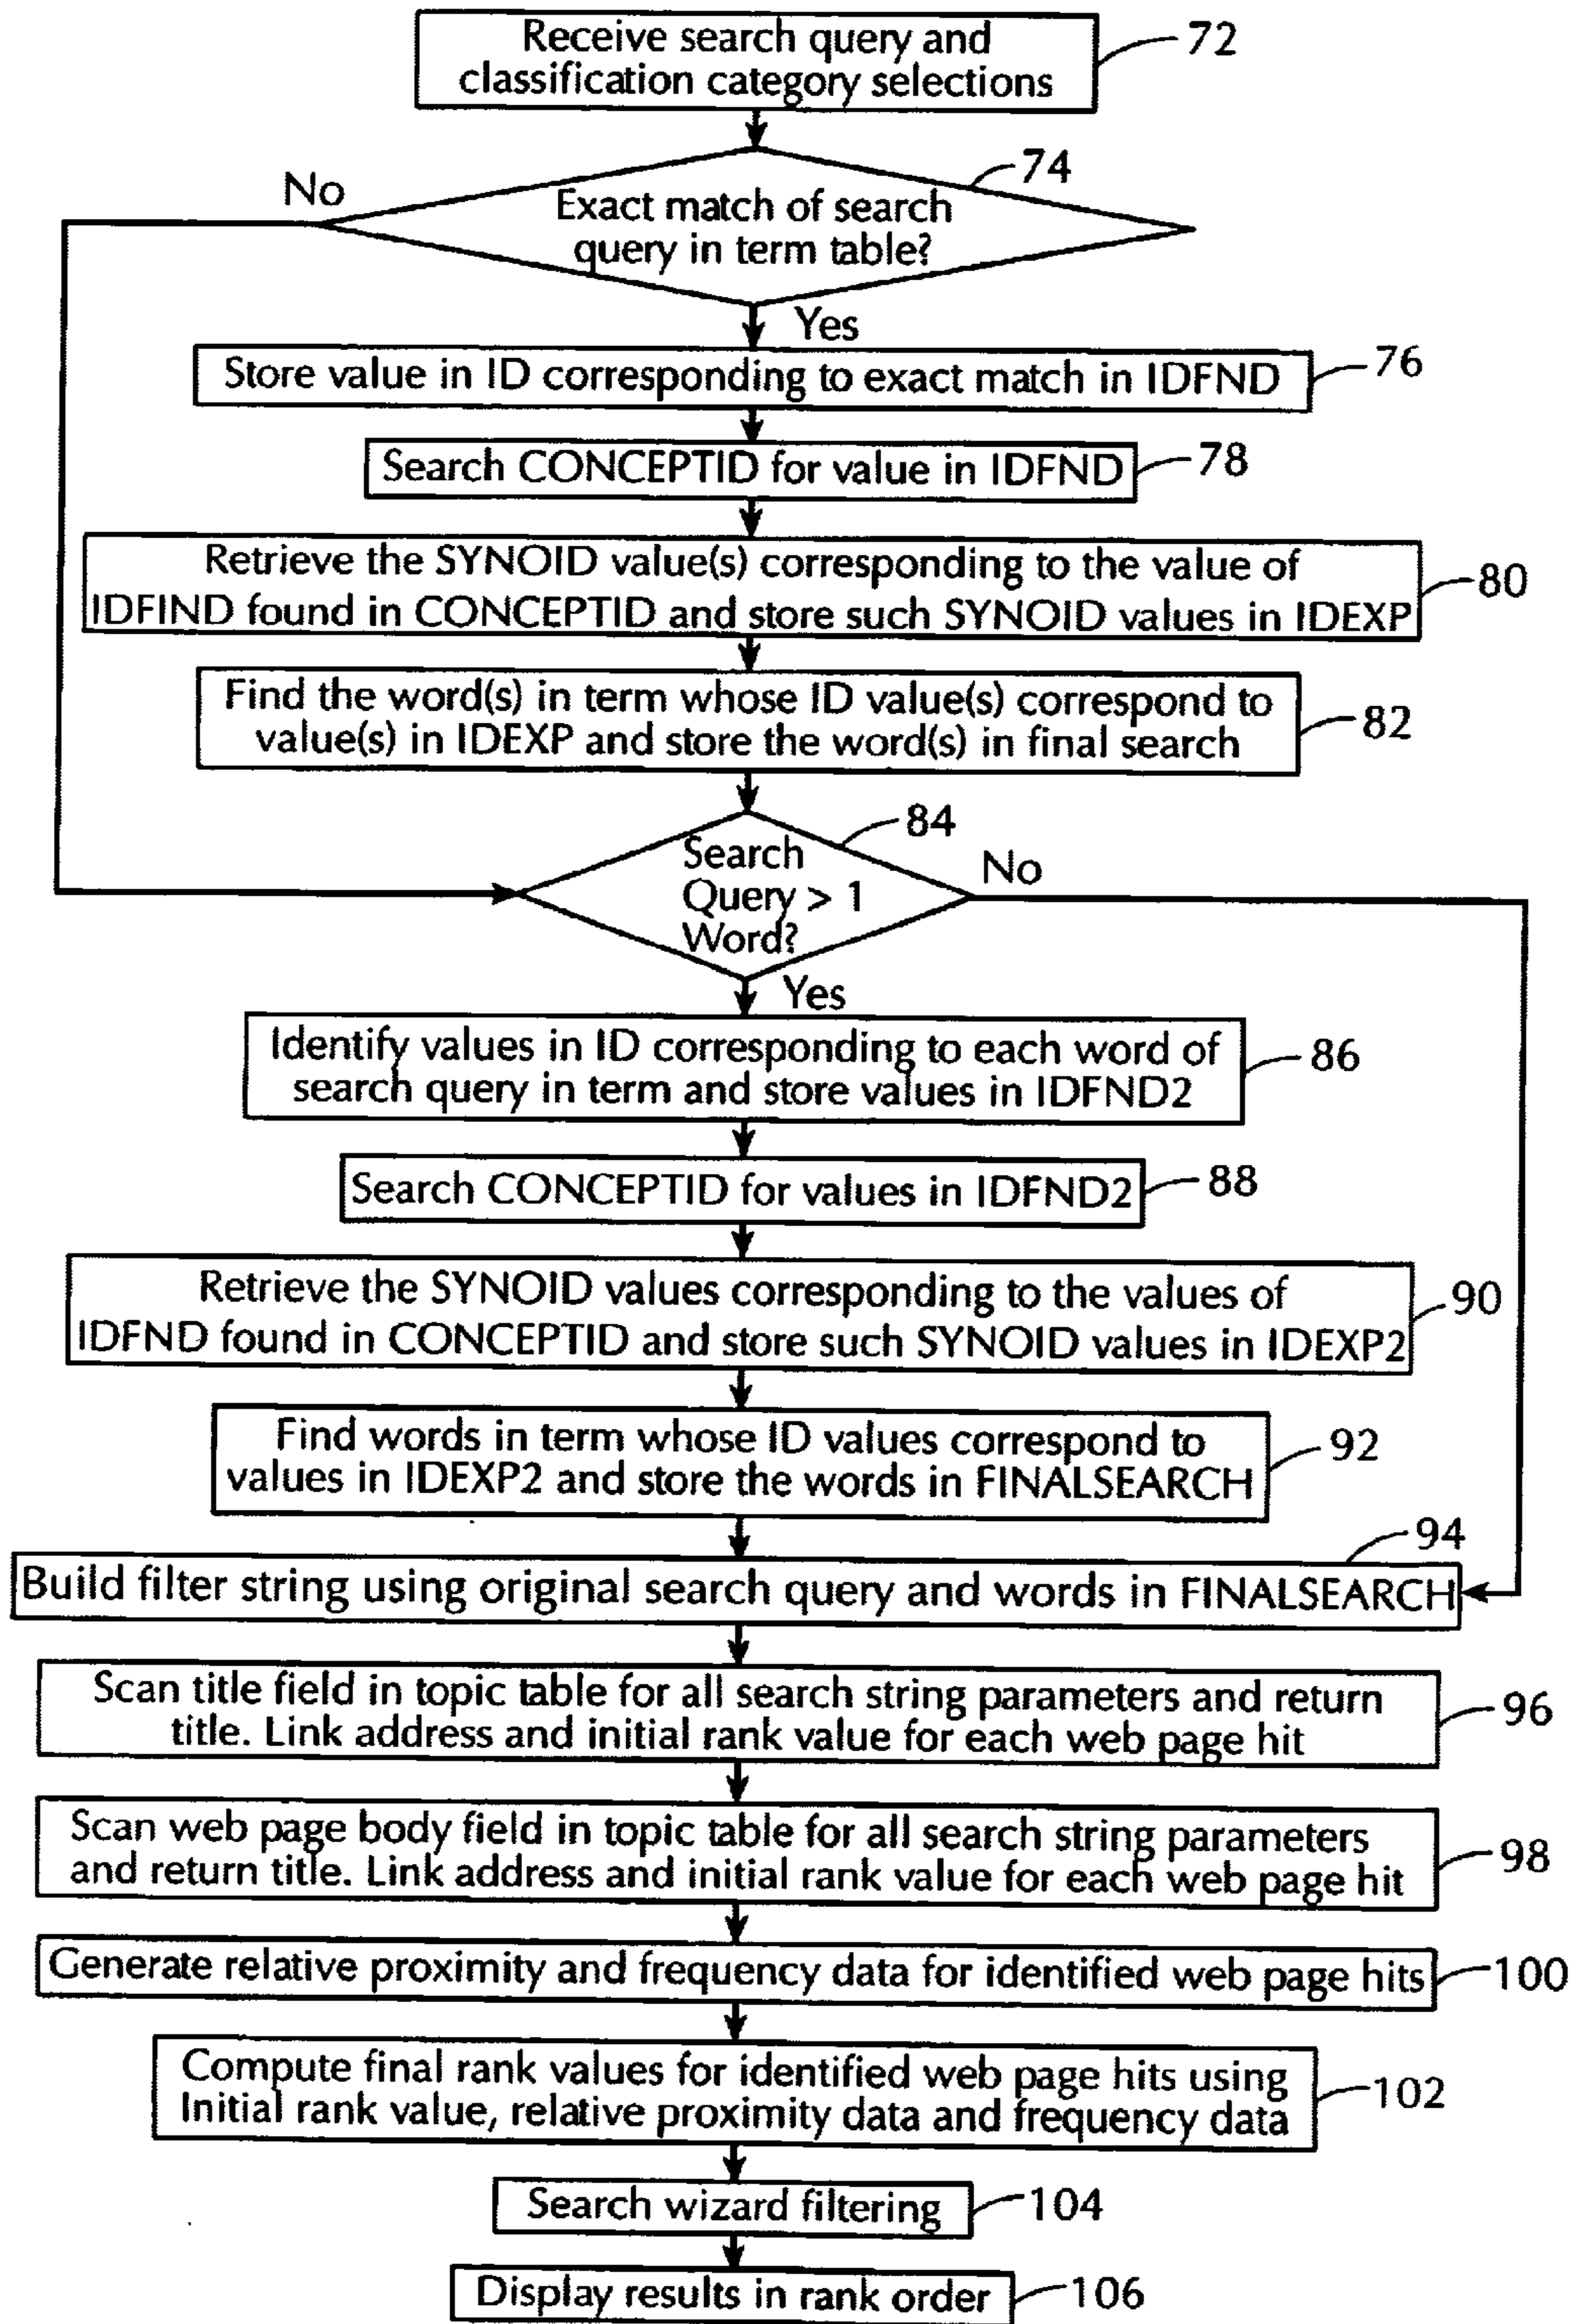 Receive search query and
classification category selections
72
74
No
Exact match of search
query in term table?
Yes
Store value in ID corresponding to exact match in IDFND
76
Search CONCEPTID for value in IDFND
78
Retrieve the SYNOID value(s) corresponding to the value of
IDFIND found in CONCEPTID and store such SYNOID values in IDEXP
80
Find the word(s) in term whose ID value(s) correspond to
value(s) in IDEXP and store the word(s) in final search
82
84
Search
Query > 1
Word?
No
Yes
Identify values in ID corresponding to each word of
search query in term and store values in IDFND2
86
Search CONCEPTID for values in IDFND2
88
Retrieve the SYNOID values corresponding to the values of
IDFND found in CONCEPTID and store such SYNOID values in IDEXP2
90
Find words in term whose ID values correspond to
values in IDEXP2 and store the words in FINALSEARCH
92
94
Build filter string using original search query and words in FINALSEARCH
Scan title field in topic table for all search string parameters and return
title. Link address and initial rank value for each web page hit
96
Scan web page body field in topic table for all search string parameters
and return title. Link address and initial rank value for each web page hit
98
Generate relative proximity and frequency data for identified web page hits
100
Compute final rank values for identified web page hits using
Initial rank value, relative proximity data and frequency data
102
Search wizard filtering
104
Display results in rank order
106